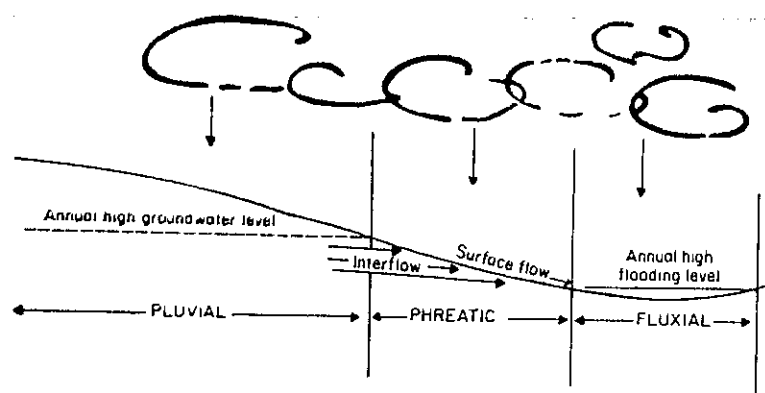 Annual high groundwater level
Surface flow
Interflow
Annual high
flooding level
PLUVIAL
PHREATIC
FLUXIAL